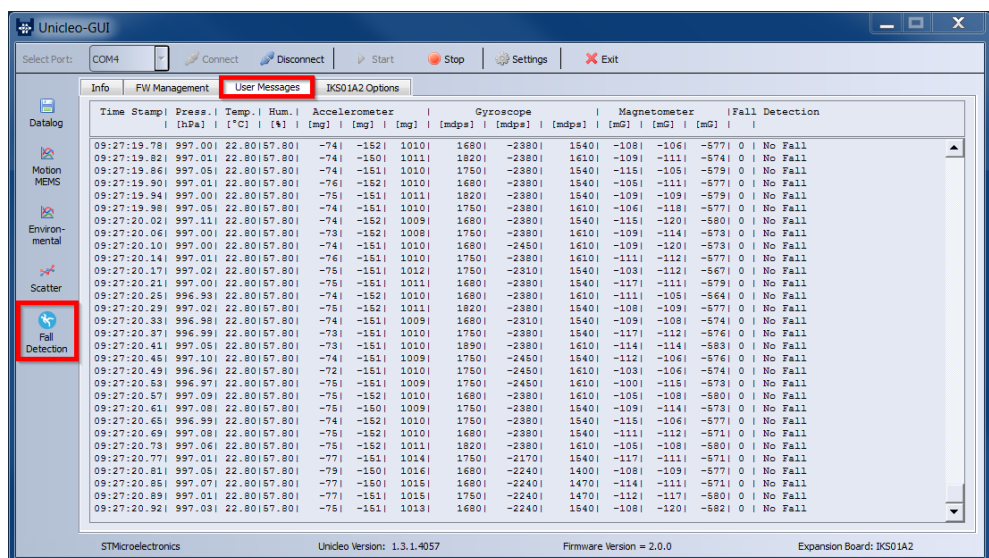 Unicleo-GUI
Select Port: COM4 Connect Disconnect Start Stop Settings Exit
Info FW Management User Messages IKS01A2 Options
Datalog
Motion MEMS
Environ-
mental
Scatter
Fall
Detection
Time Stamp| Press.| Temp.| Hum.| Accelerometer | Gyroscope | Magnetometer |Fall Detection
| [hPa] | [°C] | [%] | [mg] | [mg] | [mg] | [mdps] | [mdps] | [mdps] | [mG] | [mG] | [mG] | |
09:27:19.78| 997.00| 22.80|57.80| -74| -152| 1010| 1680| -2380| 1540| -108| -106| -577| 0 | No Fall
09:27:19.82| 997.01| 22.80|57.80| -74| -150| 1011| 1820| -2380| 1610| -109| -111| -574| 0 | No Fall
09:27:19.86| 997.05| 22.80|57.80| -74| -151| 1010| 1750| -2380| 1540| -115| -105| -579| 0 | No Fall
09:27:19.90| 997.01| 22.80|57.80| -76| -152| 1010| 1680| -2380| 1540| -105| -111| -577| 0 | No Fall
09:27:19.94| 997.00| 22.80|57.80| -75| -151| 1011| 1820| -2380| 1540| -109| -109| -579| 0 | No Fall
09:27:19.98| 997.05| 22.80|57.80| -74| -151| 1010| 1750| -2380| 1610| -106| -118| -577| 0 | No Fall
09:27:20.02| 997.11| 22.80|57.80| -74| -152| 1009| 1680| -2380| 1540| -115| -120| -580| 0 | No Fall
09:27:20.06| 997.00| 22.80|57.80| -73| -152| 1008| 1750| -2380| 1610| -109| -114| -573| 0 | No Fall
09:27:20.10| 997.00| 22.80|57.80| -74| -151| 1010| 1680| -2450| 1610| -109| -120| -573| 0 | No Fall
09:27:20.14| 997.01| 22.80|57.80| -76| -151| 1010| 1750| -2380| 1610| -111| -112| -577| 0 | No Fall
09:27:20.17| 997.02| 22.80|57.80| -75| -151| 1012| 1750| -2310| 1540| -103| -112| -567| 0 | No Fall
09:27:20.21| 997.00| 22.80|57.80| -75| -151| 1011| 1680| -2380| 1540| -117| -111| -579| 0 | No Fall
09:27:20.25| 996.93| 22.80|57.80| -74| -152| 1010| 1680| -2380| 1610| -111| -105| -564| 0 | No Fall
09:27:20.29| 997.02| 22.80|57.80| -75| -152| 1011| 1820| -2380| 1540| -108| -109| -577| 0 | No Fall
09:27:20.33| 996.98| 22.80|57.80| -74| -151| 1009| 1680| -2310| 1540| -109| -108| -574| 0 | No Fall
09:27:20.37| 996.99| 22.80|57.80| -73| -151| 1010| 1750| -2380| 1540| -117| -112| -576| 0 | No Fall
09:27:20.41| 997.05| 22.80|57.80| -73| -151| 1010| 1890| -2380| 1610| -114| -114| -583| 0 | No Fall
09:27:20.45| 997.10| 22.80|57.80| -74| -151| 1009| 1750| -2450| 1540| -112| -106| -576| 0 | No Fall
09:27:20.49| 996.96| 22.80|57.80| -72| -151| 1010| 1750| -2450| 1610| -103| -106| -574| 0 | No Fall
09:27:20.53| 996.97| 22.80|57.80| -75| -151| 1009| 1750| -2450| 1610| -100| -115| -573| 0 | No Fall
09:27:20.57| 997.09| 22.80|57.80| -75| -152| 1010| 1680| -2380| 1610| -105| -108| -580| 0 | No Fall
09:27:20.61| 997.08| 22.80|57.80| -75| -150| 1009| 1750| -2380| 1540| -109| -114| -573| 0 | No Fall
09:27:20.65| 996.99| 22.80|57.80| -74| -152| 1010| 1750| -2380| 1540| -115| -106| -577| 0 | No Fall
09:27:20.69| 997.08| 22.80|57.80| -75| -152| 1010| 1680| -2380| 1540| -111| -112| -571| 0 | No Fall
09:27:20.73| 997.06| 22.80|57.80| -75| -152| 1011| 1820| -2380| 1610| -105| -108| -580| 0 | No Fall
09:27:20.77| 997.01| 22.80|57.80| -77| -151| 1014| 1750| -2170| 1540| -117| -111| -571| 0 | No Fall
09:27:20.81| 997.05| 22.80|57.80| -79| -150| 1016| 1680| -2240| 1400| -108| -109| -577| 0 | No Fall
09:27:20.85| 997.07| 22.80|57.80| -77| -150| 1015| 1680| -2240| 1470| -114| -111| -571| 0 | No Fall
09:27:20.89| 997.01| 22.80|57.80| -77| -151| 1015| 1750| -2240| 1470| -112| -117| -580| 0 | No Fall
09:27:20.92| 997.03| 22.80|57.80| -75| -151| 1013| 1680| -2240| 1540| -108| -120| -582| 0 | No Fall
STMicroelectronics Unicleo Version: 1.3.1.4057 Firmware Version = 2.0.0 Expansion Board: IKS01A2